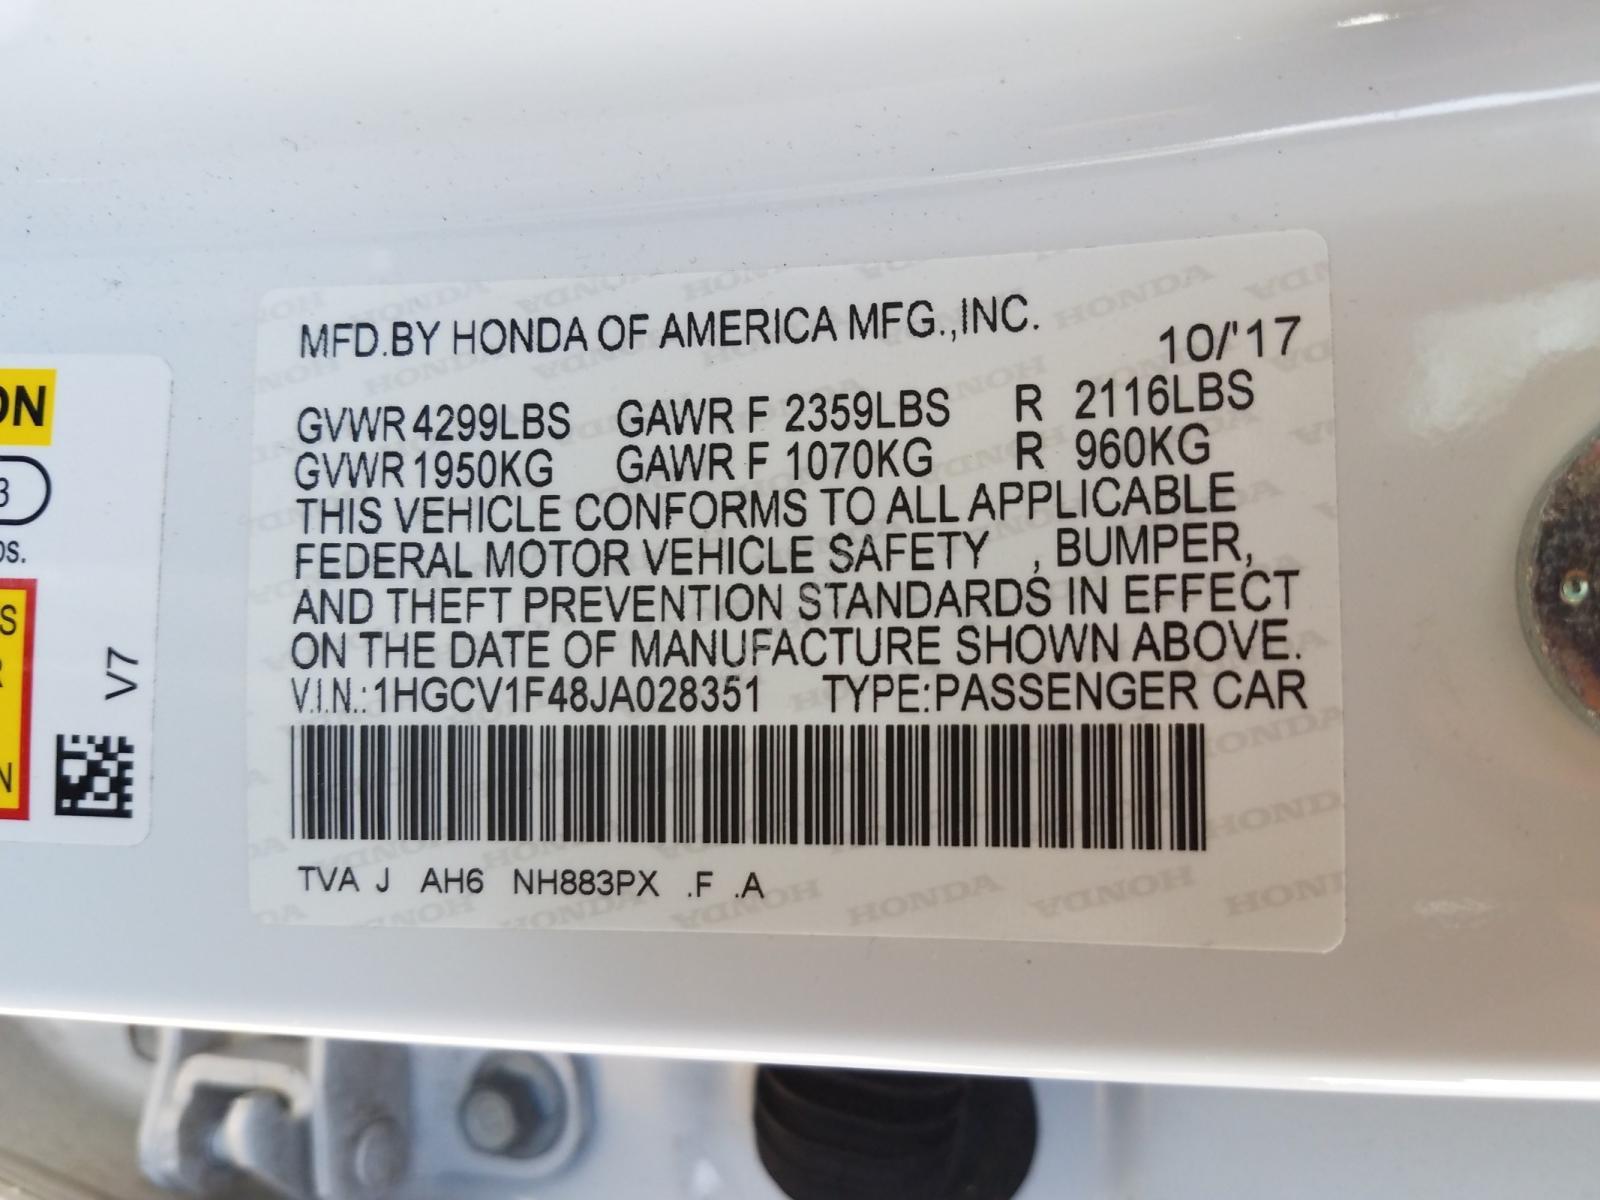 MFD.BY HONDA OF AMERICA MFG.,INC.
10/'17
GVWR 4299LBS GAWR F 2359LBS R 2116LBS
GVWR 1950KG GAWR F 1070KG R 960KG
THIS VEHICLE CONFORMS TO ALL APPLICABLE
FEDERAL MOTOR VEHICLE SAFETY , BUMPER,
AND THEFT PREVENTION STANDARDS IN EFFECT
ON THE DATE OF MANUFACTURE SHOWN ABOVE.
V.I.N.: 1HGCV1F48JA028351 TYPE:PASSENGER CAR
TVA J AH6 NH883PX .F .A
V7